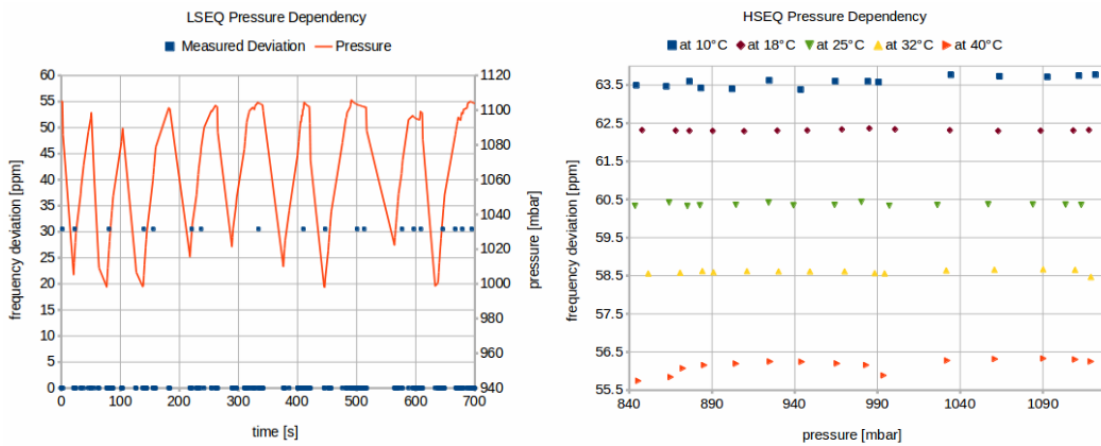 LSEQ Pressure Dependency
Measured Deviation Pressure
frequency deviation [ppm]
60
55
50
45
40
35
30
25
20
15
10
5
0
1120
1100
1080
1060
1040
1020
1000
980
960
940
pressure [mbar]
0 100 200 300 400 500 600 700
time [s]
HSEQ Pressure Dependency
at 10°C at 18°C at 25°C at 32°C at 40°C
frequency deviation [ppm]
63.5
62.5
61.5
60.5
59.5
58.5
57.5
56.5
55.5
840 890 940 990 1040 1090
pressure [mbar]